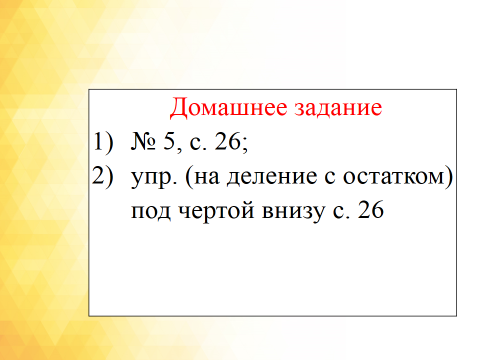 Домашнее задание
1) № 5, с. 26;
2) упр. (на деление с остатком)
под чертой внизу с. 26